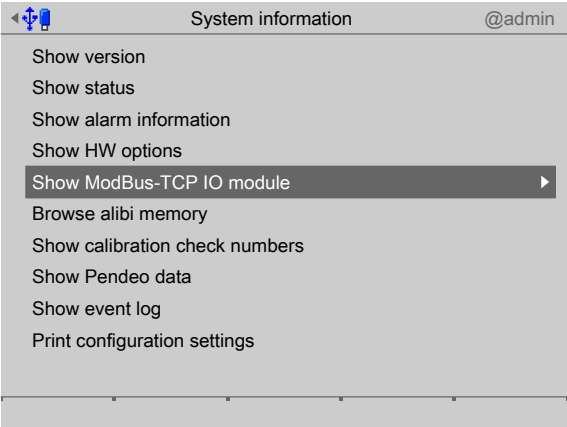 System information @admin
Show version
Show status
Show alarm information
Show HW options
Show ModBus-TCP IO module
Browse alibi memory
Show calibration check numbers
Show Pendeo data
Show event log
Print configuration settings